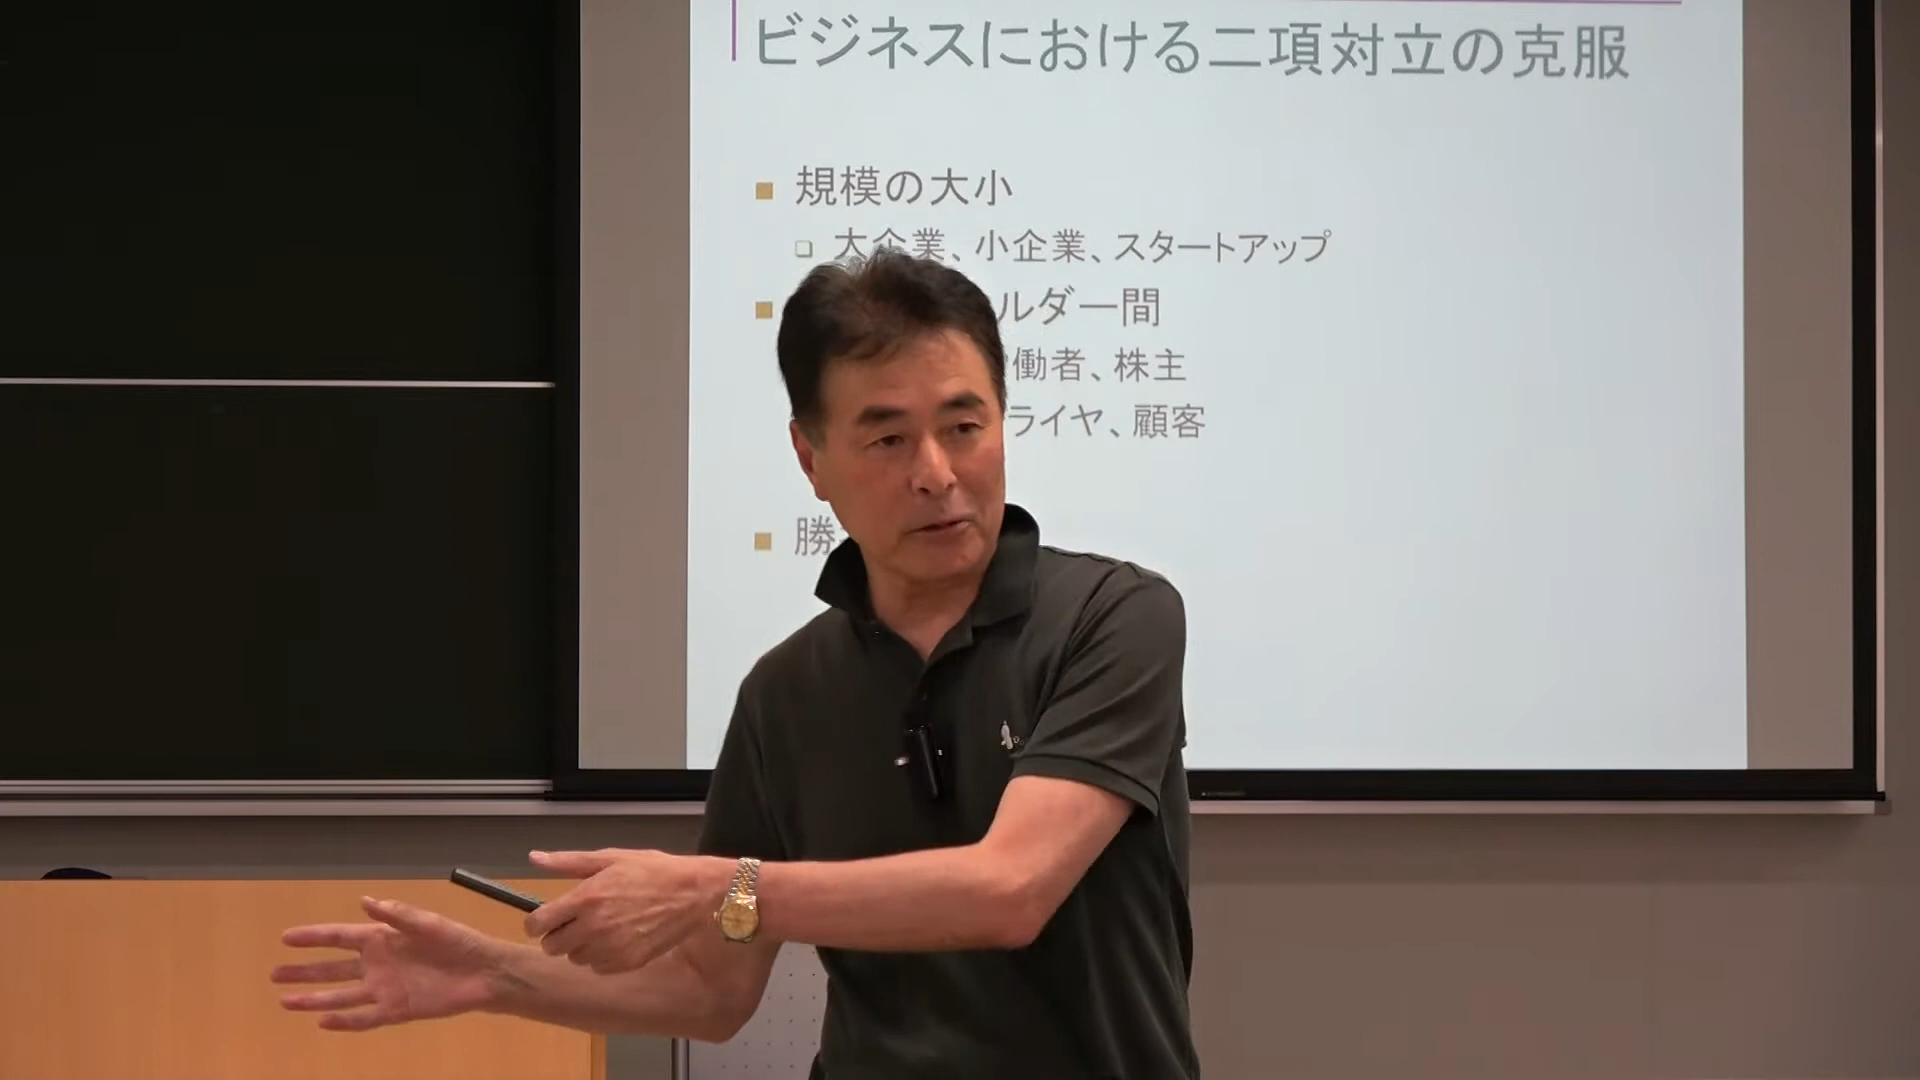 ビジネスにおける二項対立の克服
規模の大小
大企業、小企業、スタートアップ
ルダー間
働者、株主
ライヤ、顧客
勝